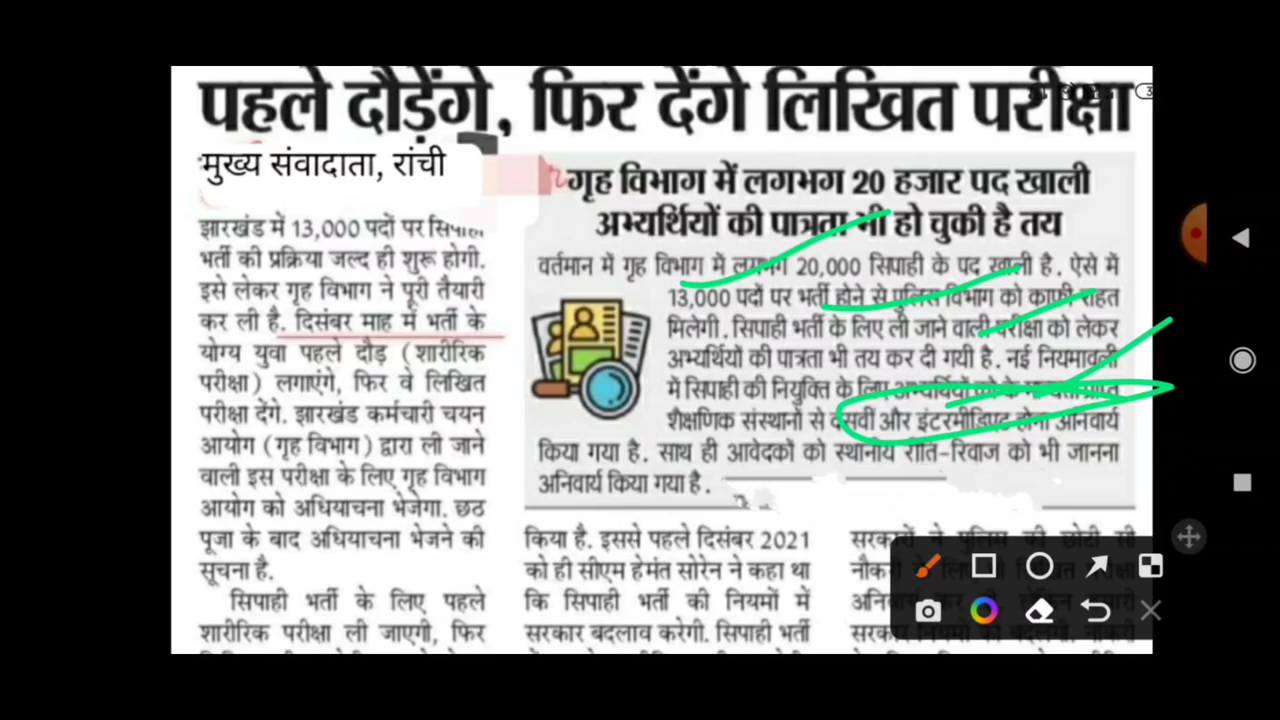 पहले दौड़ेंगे, फिर देंगे लिखित परीक्षा
मुख्य संवादाता, रांची
झारखंड में 13,000 पदों पर सिपाही
भर्ती की प्रक्रिया जल्द ही शुरू होगी.
इसे लेकर गृह विभाग ने पूरी तैयारी
कर ली है. दिसंबर माह में भर्ती के
योग्य युवा पहले दौड़ (शारीरिक
परीक्षा) लगाएंगे, फिर वे लिखित
परीक्षा देंगे. झारखंड कर्मचारी चयन
आयोग (गृह विभाग) द्वारा ली जाने
वाली इस परीक्षा के लिए गृह विभाग
आयोग को अधियाचना भेजेगा. छठ
पूजा के बाद अधियाचना भेजने की
सूचना है.
सिपाही भर्ती के लिए पहले
शारीरिक परीक्षा ली जाएगी, फिर
गृह विभाग में लगभग 20 हजार पद खाली
अभ्यर्थियों की पात्रता भी हो चुकी है तय
वर्तमान में गृह विभाग में लगभग 20,000 सिपाही के पद खाली है. ऐसे में
13,000 पदों पर भर्ती होने से पुलिस विभाग को काफी राहत
मिलेगी. सिपाही भर्ती के लिए ली जाने वाली परीक्षा को लेकर
अभ्यर्थियों की पात्रता भी तय कर दी गयी है. नई नियमावली
में सिपाही की नियुक्ति के लिए अभ्यर्थियों को के मान्यता प्राप्त
शैक्षणिक संस्थानों से दसवीं और इंटरमीडिएट होना अनिवार्य
किया गया है. साथ ही आवेदकों को स्थानीय रीति-रिवाज को भी जानना
अनिवार्य किया गया है.
किया है. इससे पहले दिसंबर 2021
को ही सीएम हेमंत सोरेन ने कहा था
कि सिपाही भर्ती की नियमों में
सरकार बदलाव करेगी. सिपाही भर्ती
सरकारों ने पुलिस की छोटी सी